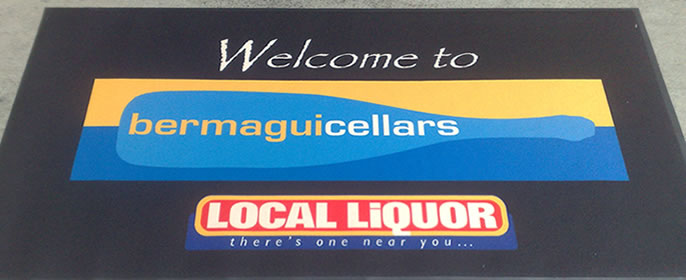 Welcome to
bermaguicellars
LOCAL LiQUOR
there's one near you...